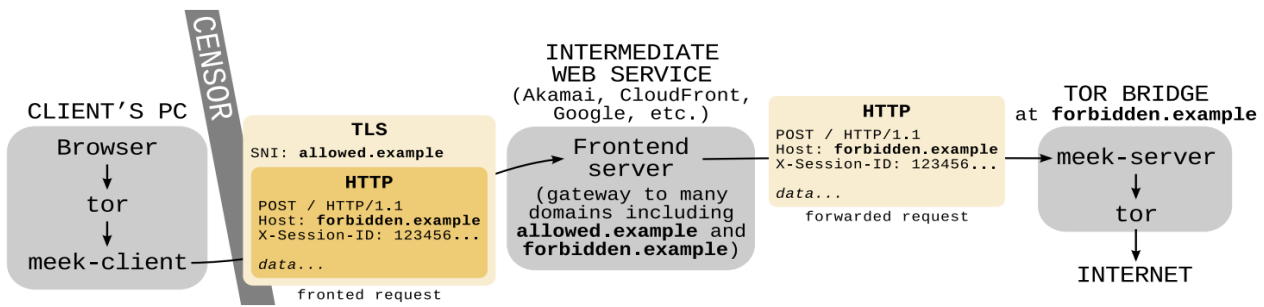 CLIENT'S PC
Browser
tor
meek-client
CENSOR
TLS
SNI: allowed.example
HTTP
POST / HTTP/1.1
Host: forbidden.example
X-Session-ID: 123456...
data...
fronted request
INTERMEDIATE
WEB SERVICE
(Akamai, CloudFront,
Google, etc.)
Frontend
server
(gateway to many
domains including
allowed.example and
forbidden.example)
HTTP
POST / HTTP/1.1
Host: forbidden.example
X-Session-ID: 123456...
data...
forwarded request
TOR BRIDGE
at forbidden.example
meek-server
tor
INTERNET